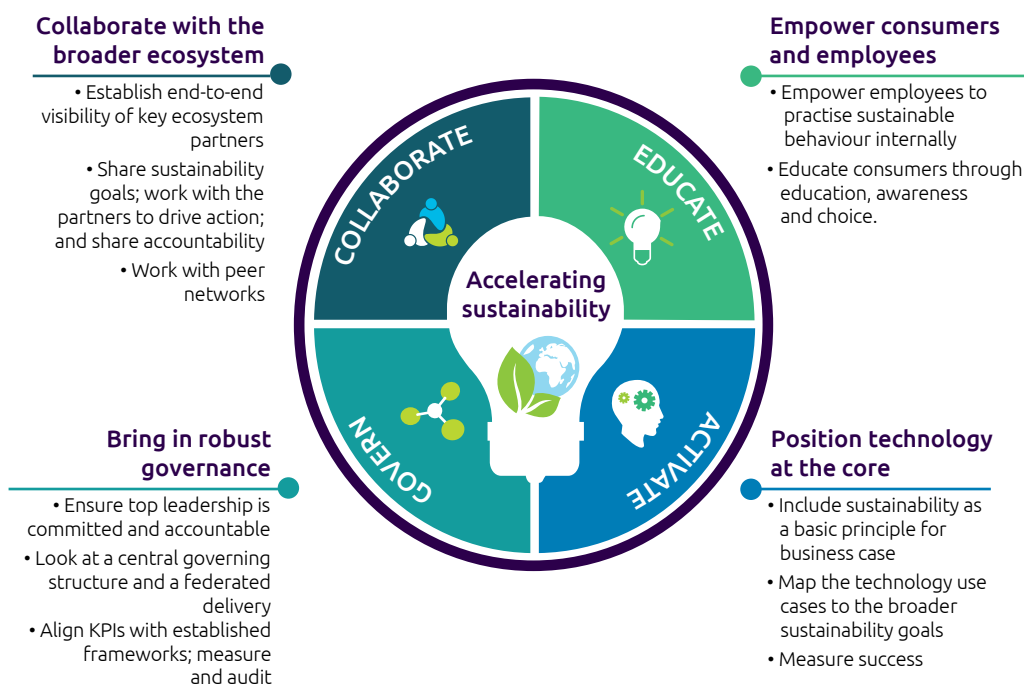 Collaborate with the
broader ecosystem
• Establish end-to-end
visibility of key ecosystem
partners
• Share sustainability
goals; work with the
partners to drive action;
and share accountability
• Work with peer
networks
Empower consumers
and employees
• Empower employees to
practise sustainable
behaviour internally
• Educate consumers through
education, awareness
and choice.
COLLABORATE
EDUCATE
Accelerating
sustainability
GOVERN
ACTIVATE
Bring in robust
governance
• Ensure top leadership is
committed and accountable
• Look at a central governing
structure and a federated
delivery
• Align KPIs with established
frameworks; measure
and audit
Position technology
at the core
• Include sustainability as
a basic principle for
business case
• Map the technology use
cases to the broader
sustainability goals
• Measure success